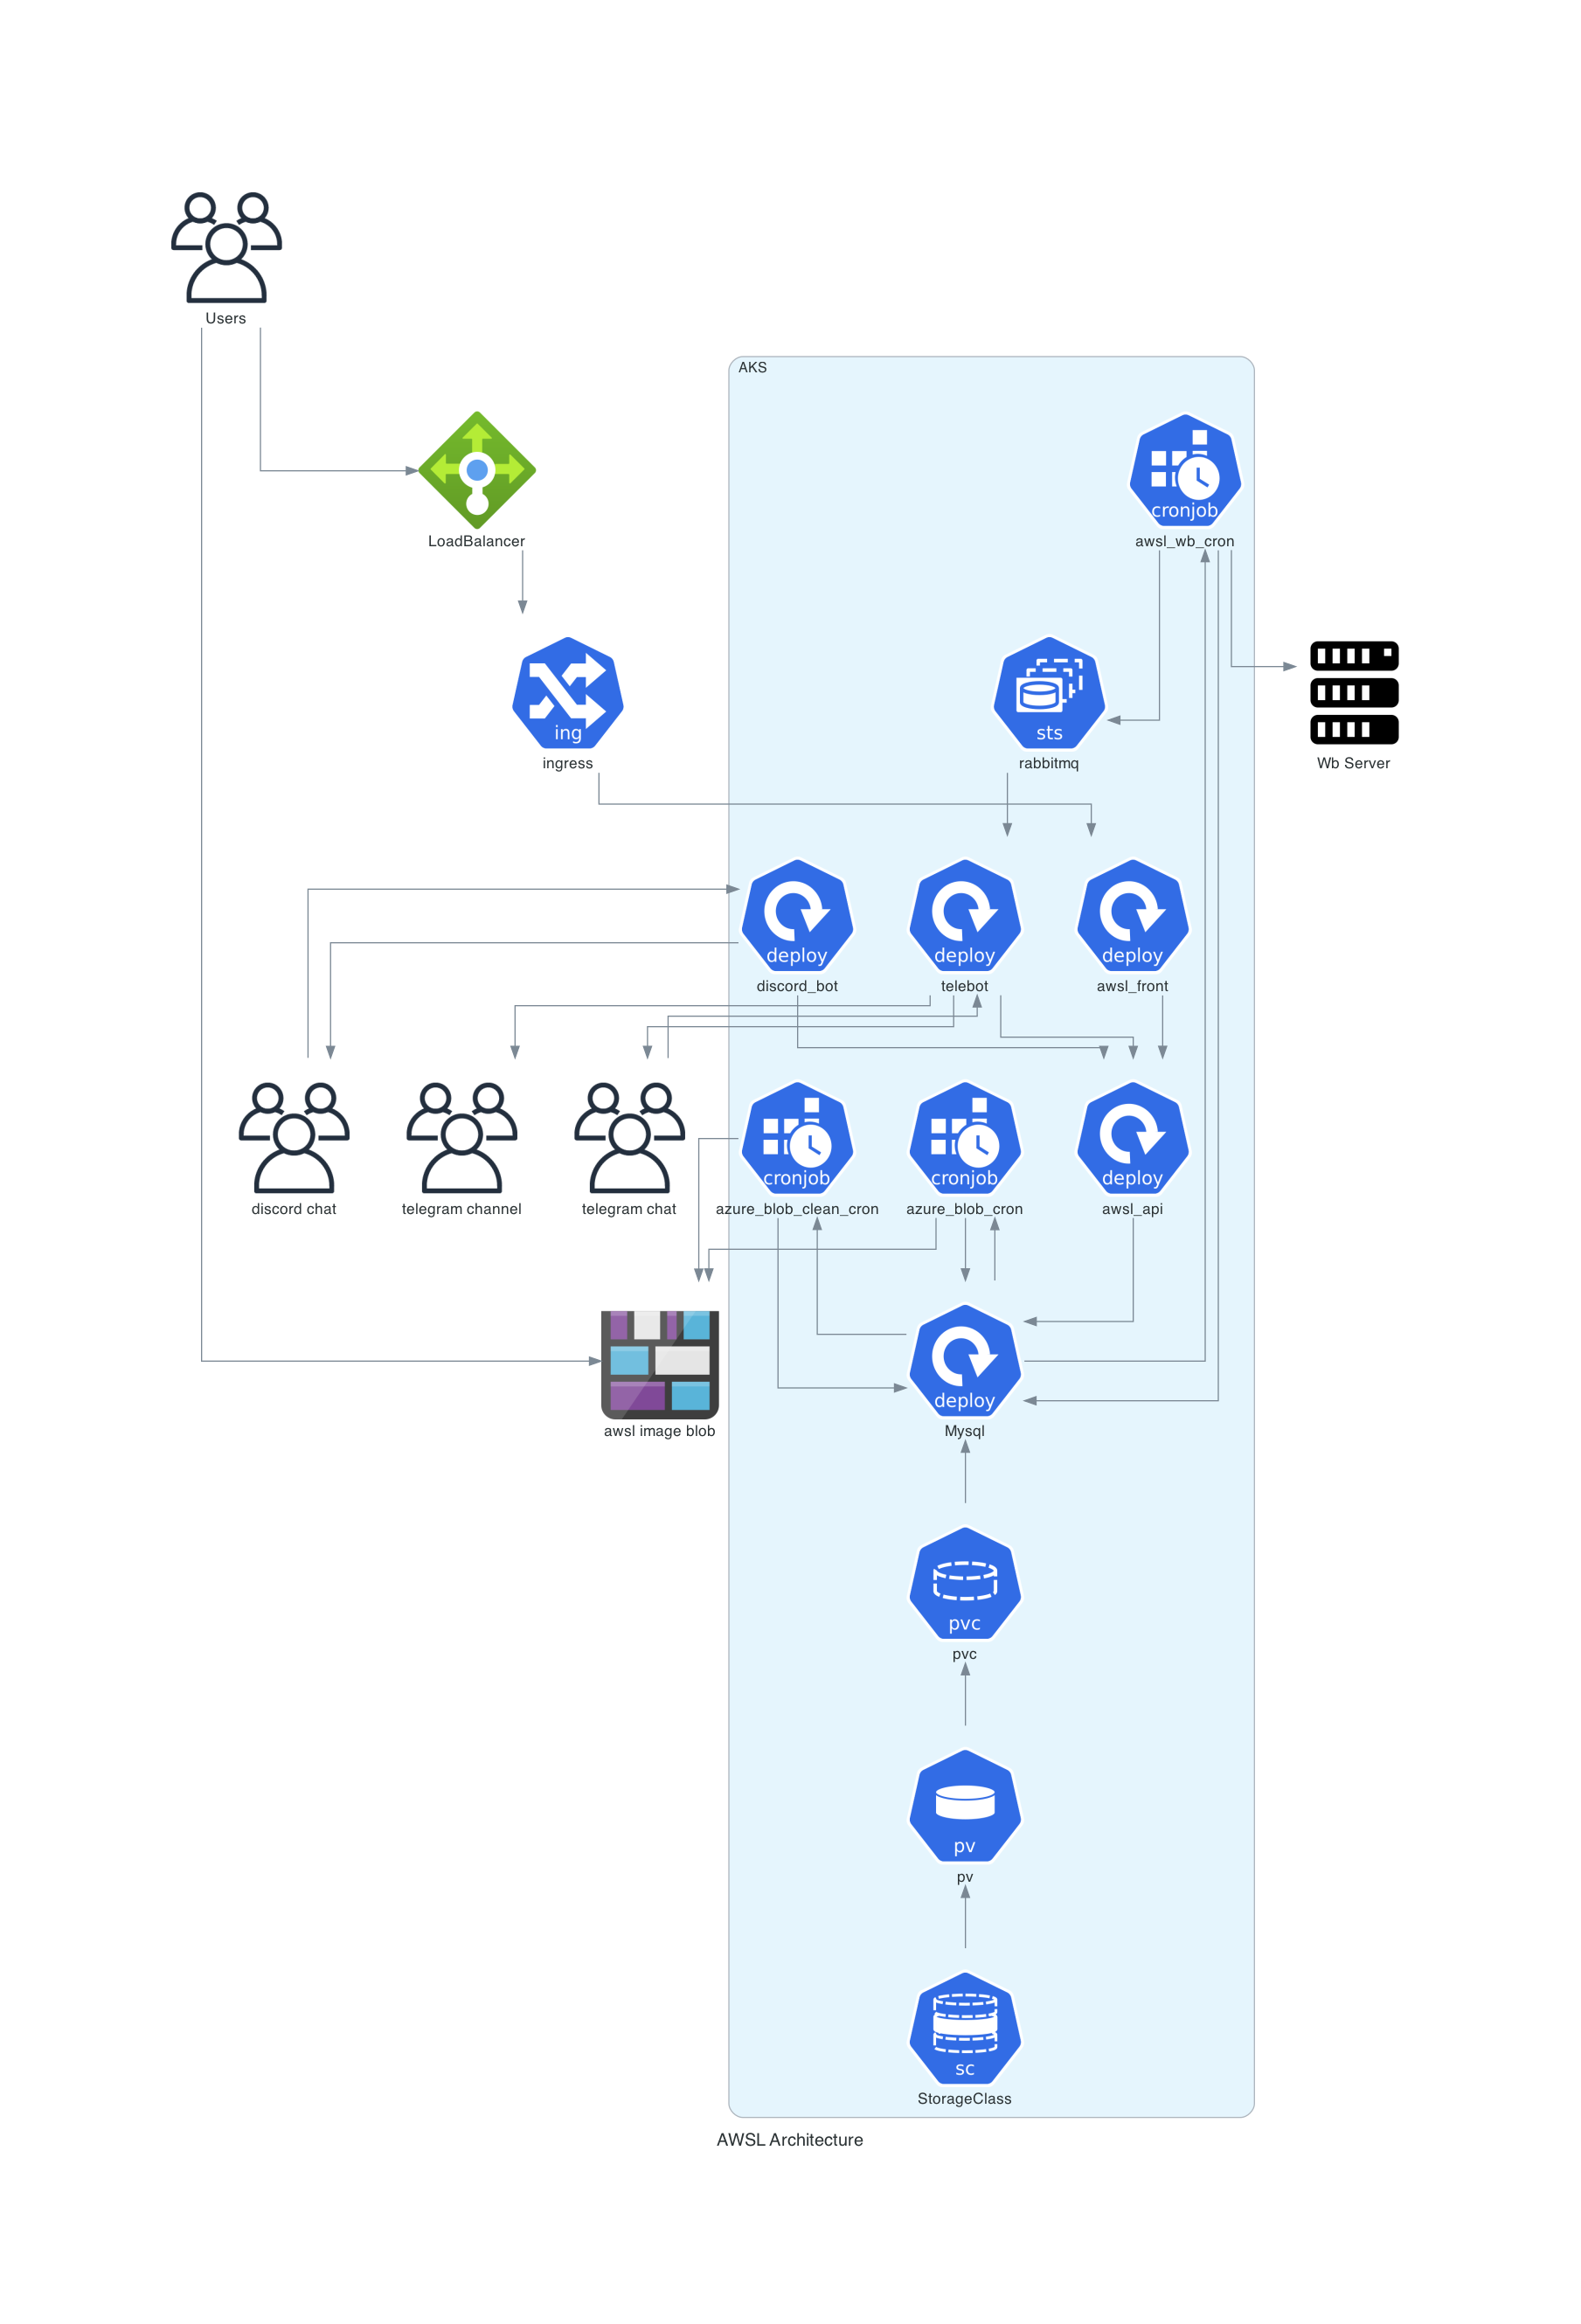 Users
AKS
cronjob
LoadBalancer
awsl_wb_cron
ing
sts
ingress
rabbitmq
Wb Server
deploy
deploy
deploy
discord_bot
telebot
awsl_front
cronjob
cronjob
deploy
discord chat
telegram channel
telegram chat
azure_blob_clean_cron
azure_blob_cron
awsl_api
deploy
awsl image blob
Mysql
pvc
pvc
pv
pv
sc
StorageClass
AWSL Architecture